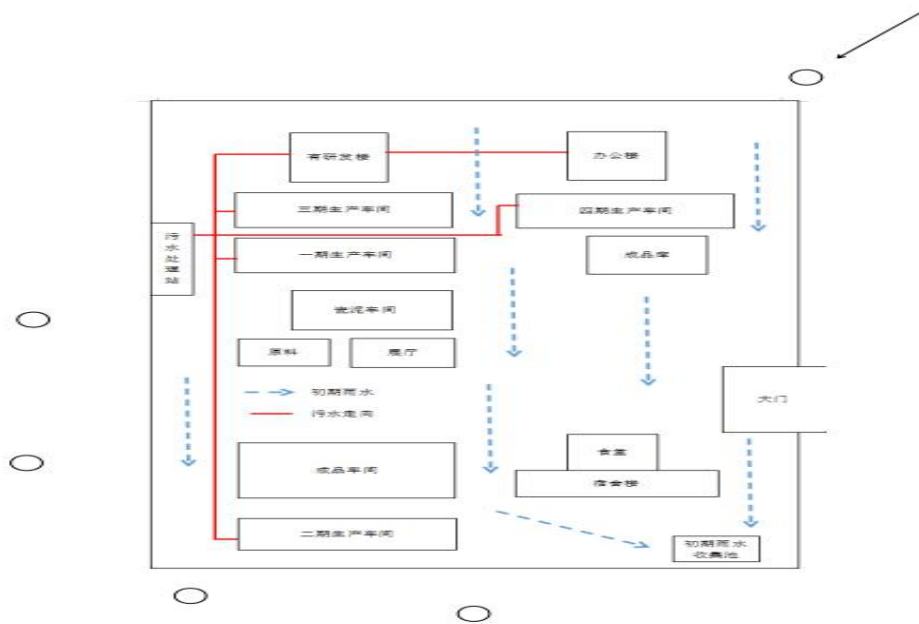 有研发楼
办公楼
三期生产车间
四期生产车间
污水处理站
一期生产车间
成品库
瓷泥车间
原料
展厅
初期雨水
大门
污水走向
成品车间
食堂
宿舍楼
二期生产车间
初期雨水
收集池